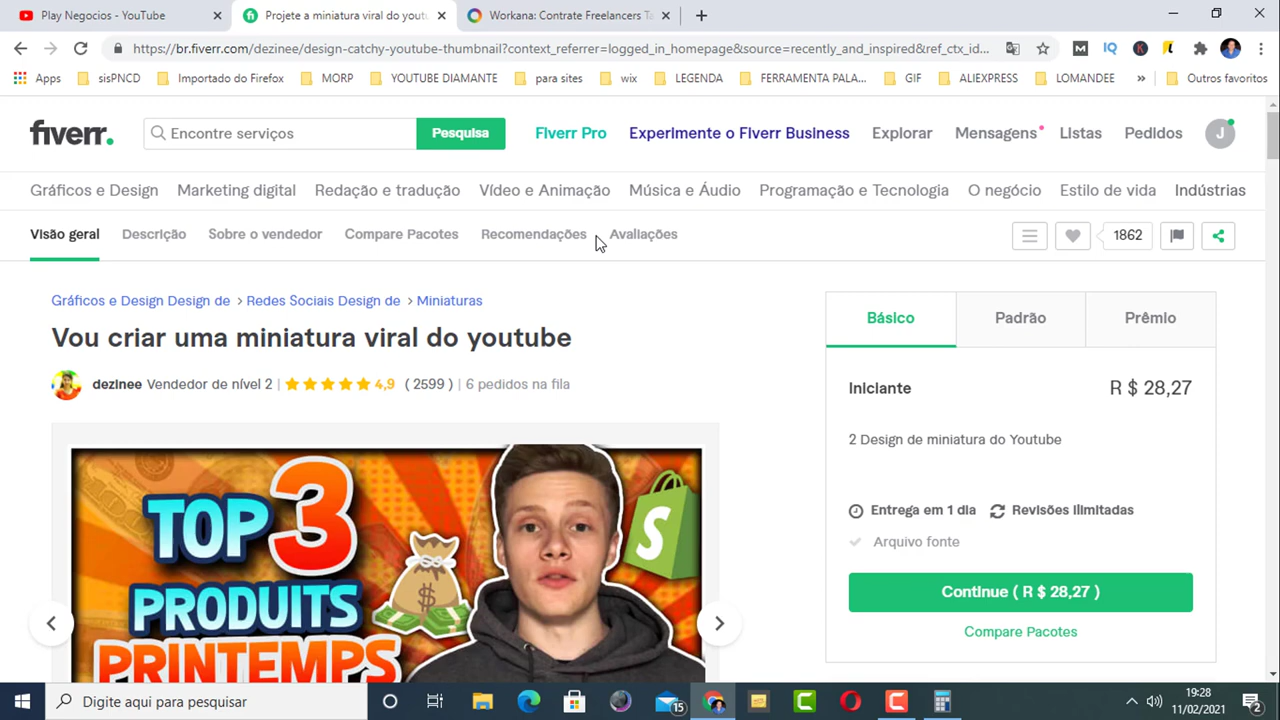 Play Negocios - YouTube
Projete a miniatura viral do youtu
Workana: Contrate Freelancers Ta
https://br.fiverr.com/dezinee/design-catchy-youtube-thumbnail?context_referrer=logged_in_homepage&source=recently_and_inspired&ref_ctx_id...
Apps sisPNCD Importado do Firefox MORP YOUTUBE DIAMANTE para sites wix LEGENDA FERRAMENTA PALA... GIF ALIEXPRESS LOMANDEE » Outros favoritos
fiverr. Encontre serviços Pesquisa Fiverr Pro Experimente o Fiverr Business Explorar Mensagens Listas Pedidos J
Gráficos e Design Marketing digital Redação e tradução Vídeo e Animação Música e Áudio Programação e Tecnologia O negócio Estilo de vida Indústrias
Visão geral Descrição Sobre o vendedor Compare Pacotes Recomendações Avaliações 1862
Gráficos e Design Design de > Redes Sociais Design de > Miniaturas
Vou criar uma miniatura viral do youtube
dezinee Vendedor de nível 2 | 4,9 ( 2599 ) | 6 pedidos na fila
TOP 3
PRODUITS
PRINTEMPS
$
S
Básico Padrão Prêmio
Iniciante R $ 28,27
2 Design de miniatura do Youtube
Entrega em 1 dia Revisões ilimitadas
Arquivo fonte
Continue ( R $ 28,27 )
Compare Pacotes
Digite aqui para pesquisar
15
19:28
11/02/2021
2